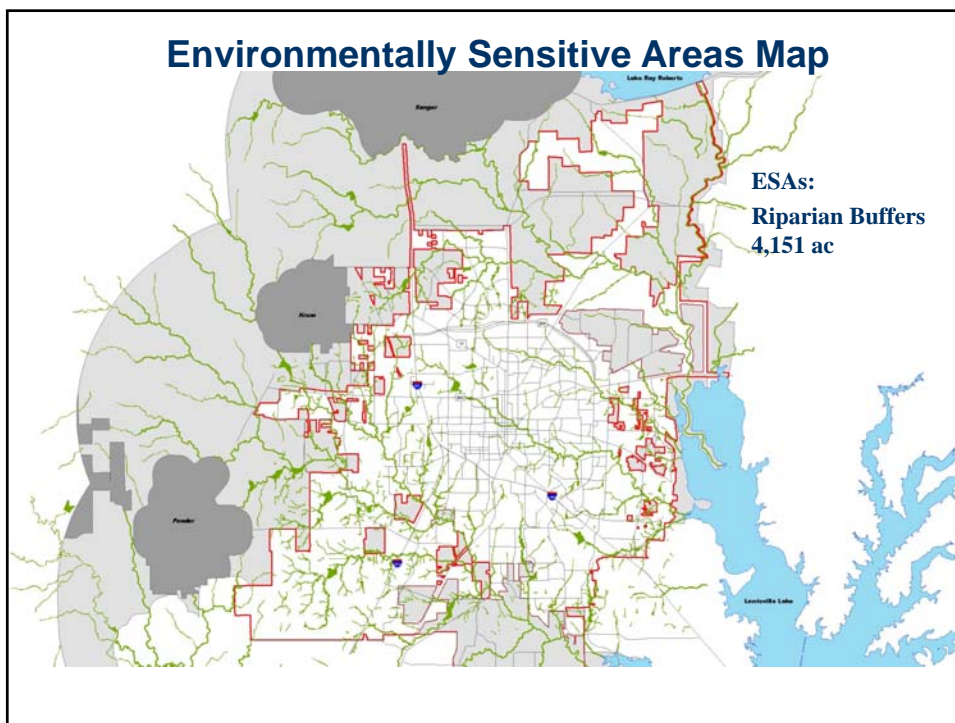 Environmentally Sensitive Areas Map
Lake Ray Roberts
Sanger
ESAs:
Riparian Buffers
4,151 ac
Krum
Ponder
Lewisville Lake